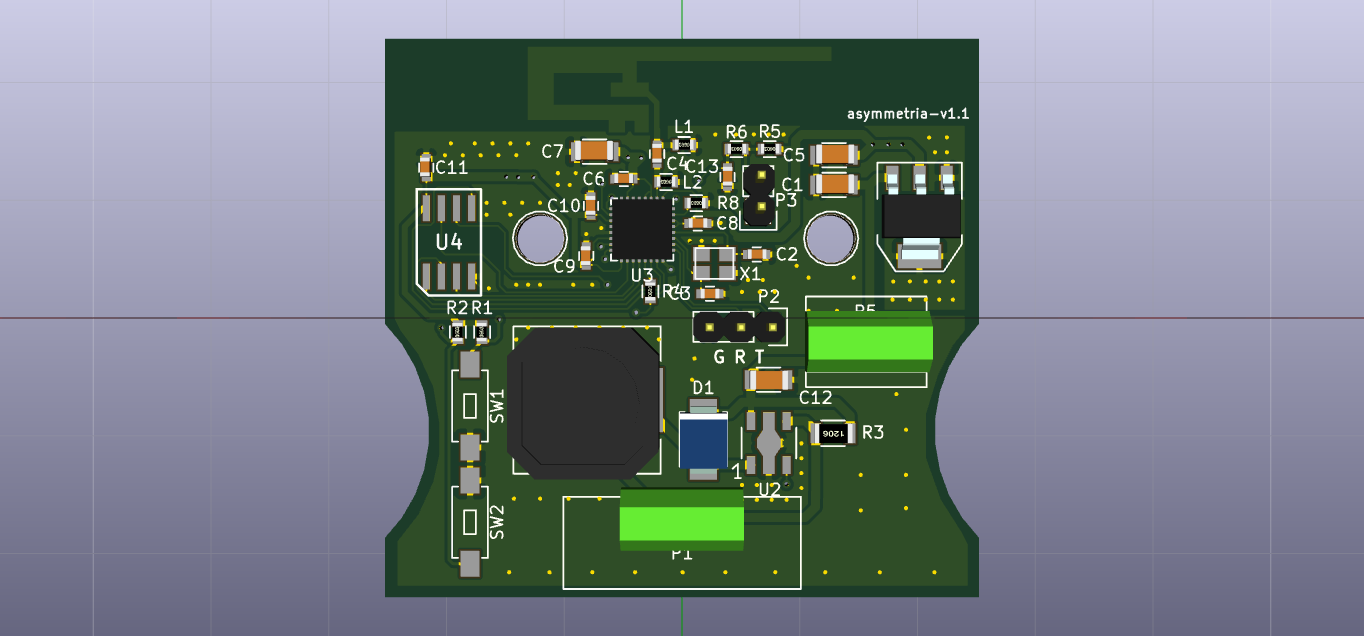 asymmetria-v1.1
L1
R6 R5
C7
C4
C13
C5
C11
C6
L2
C1
C10
R8
P3
C8
U4
C2
C9
U3
X1
R4
C3
P2
R2 R1
G R T
D1
C12
SW1
1206
R3
1
U2
SW2
P1